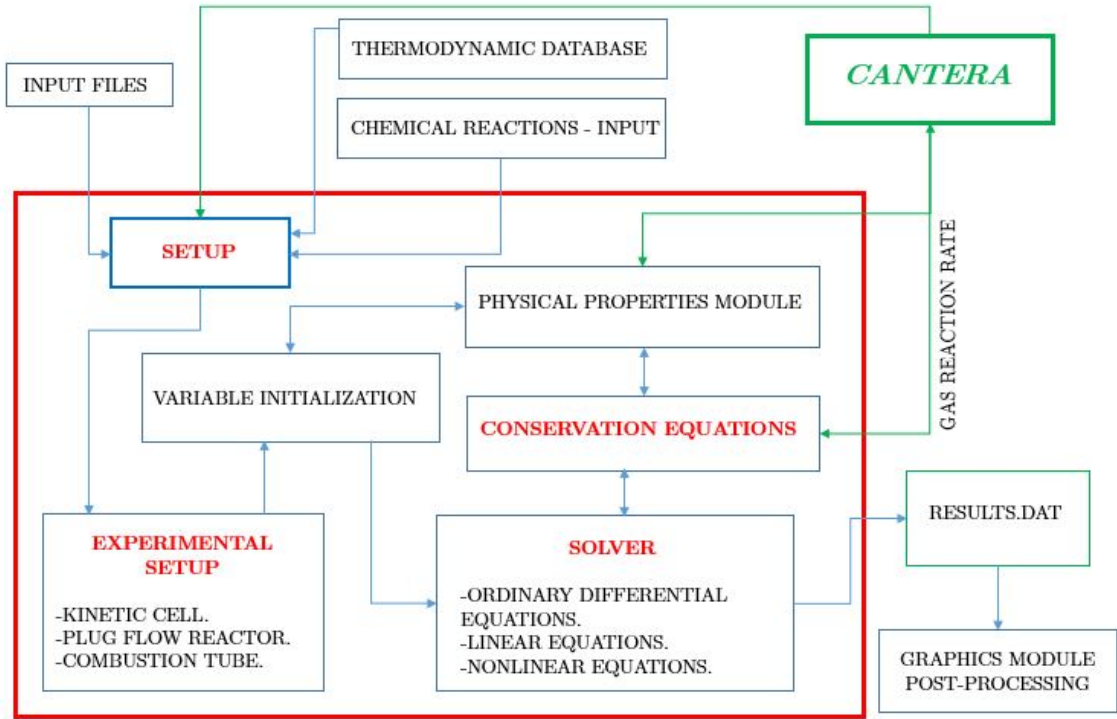 THERMODYNAMIC DATABASE
CANTERA
INPUT FILES
CHEMICAL REACTIONS - INPUT
SETUP
GAS REACTION RATE
PHYSICAL PROPERTIES MODULE
VARIABLE INITIALIZATION
CONSERVATION EQUATIONS
EXPERIMENTAL
SETUP
-KINETIC CELL.
-PLUG FLOW REACTOR.
-COMBUSTION TUBE.
SOLVER
-ORDINARY DIFFERENTIAL
EQUATIONS.
-LINEAR EQUATIONS.
-NONLINEAR EQUATIONS.
RESULTS.DAT
GRAPHICS MODULE
POST-PROCESSING